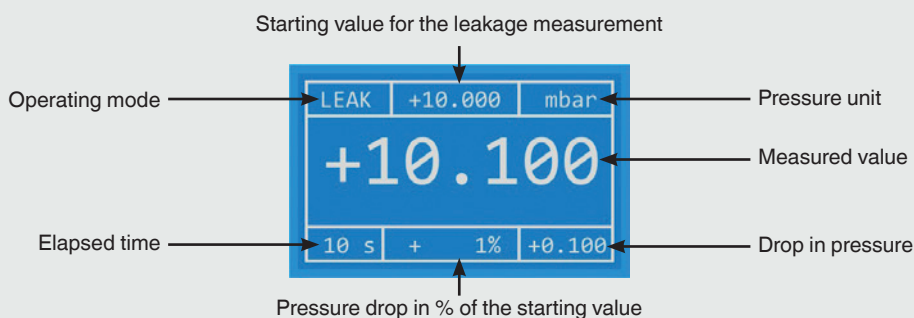 Starting value for the leakage measurement
Operating mode
LEAK +10.000 mbar
Pressure unit
+10.100
Measured value
Elapsed time
10 s + 1% +0.100
Drop in pressure
Pressure drop in % of the starting value